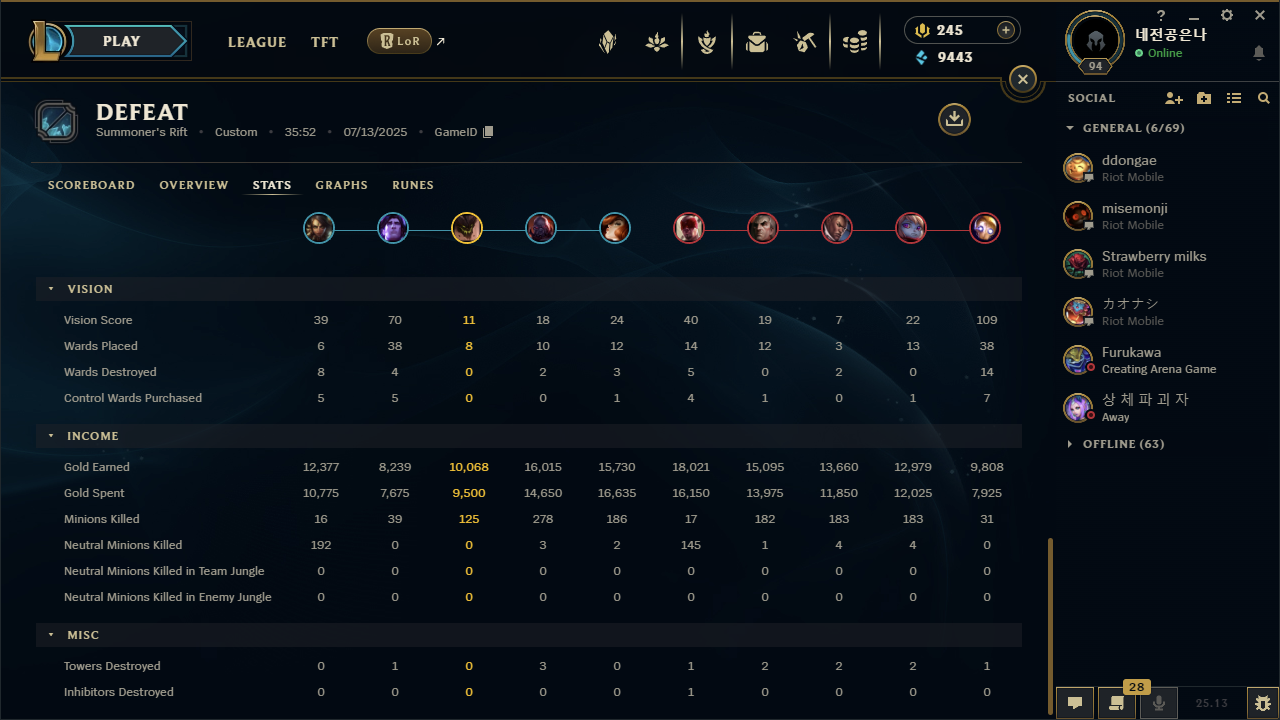 PLAY
LEAGUE TFT LoR
245
9443
네전공은나
Online
94
DEFEAT
Summoner's Rift • Custom • 35:52 • 07/13/2025 • GameID
SCOREBOARD OVERVIEW STATS GRAPHS RUNES
VISION
Vision Score 39 70 11 18 24 40 19 7 22 109
Wards Placed 6 38 8 10 12 14 12 3 13 38
Wards Destroyed 8 4 0 2 3 5 0 2 0 14
Control Wards Purchased 5 5 0 0 1 4 1 0 1 7
INCOME
Gold Earned 12,377 8,239 10,068 16,015 15,730 18,021 15,095 13,660 12,979 9,808
Gold Spent 10,775 7,675 9,500 14,650 16,635 16,150 13,975 11,850 12,025 7,925
Minions Killed 16 39 125 278 186 17 182 183 183 31
Neutral Minions Killed 192 0 0 3 2 145 1 4 4 0
Neutral Minions Killed in Team Jungle 0 0 0 0 0 0 0 0 0 0
Neutral Minions Killed in Enemy Jungle 0 0 0 0 0 0 0 0 0 0
MISC
Towers Destroyed 0 1 0 3 0 1 2 2 2 1
Inhibitors Destroyed 0 0 0 0 0 1 0 0 0 0
SOCIAL
GENERAL (6/69)
ddongae
Riot Mobile
misemonji
Riot Mobile
Strawberry milks
Riot Mobile
カオナシ
Riot Mobile
Furukawa
Creating Arena Game
상 체 파 괴 자
Away
OFFLINE (63)
28
25.13